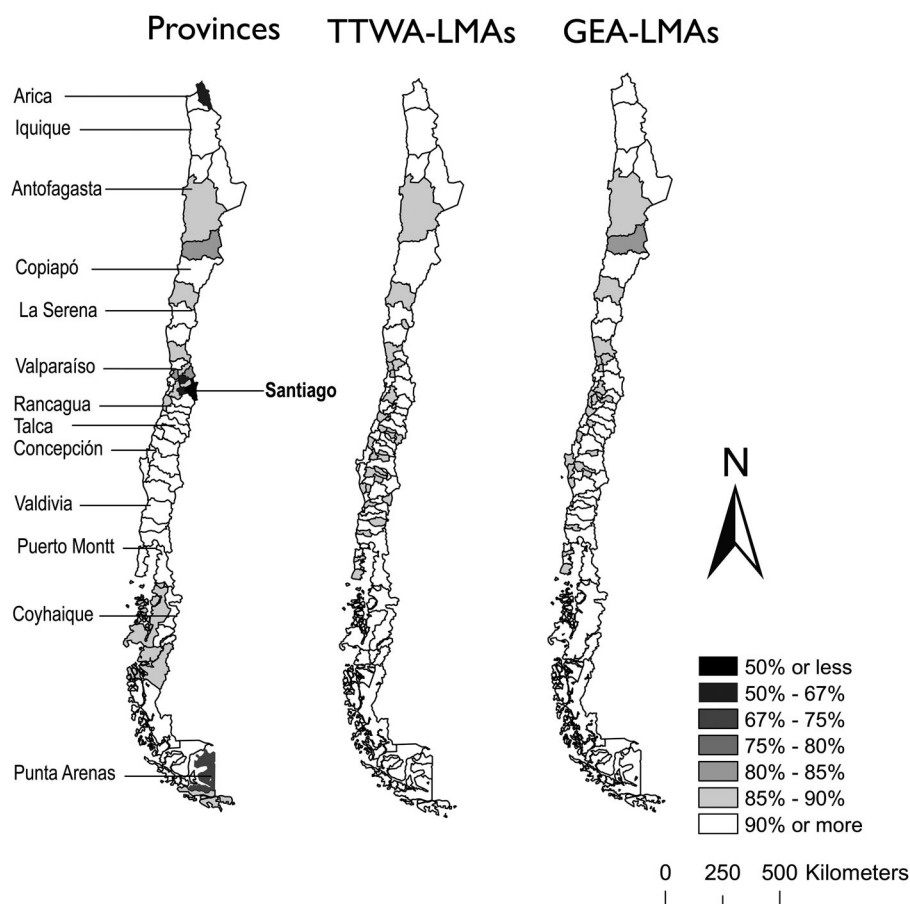 Provinces
TTWA-LMAs
GEA-LMAs
Arica
Iquique
Antofagasta
Copiapó
La Serena
Valparaíso
Santiago
Rancagua
Talca
Concepción
Valdivia
Puerto Montt
Coyhaique
Punta Arenas
N
50% or less
50% - 67%
67% - 75%
75% - 80%
80% - 85%
85% - 90%
90% or more
0 250 500 Kilometers